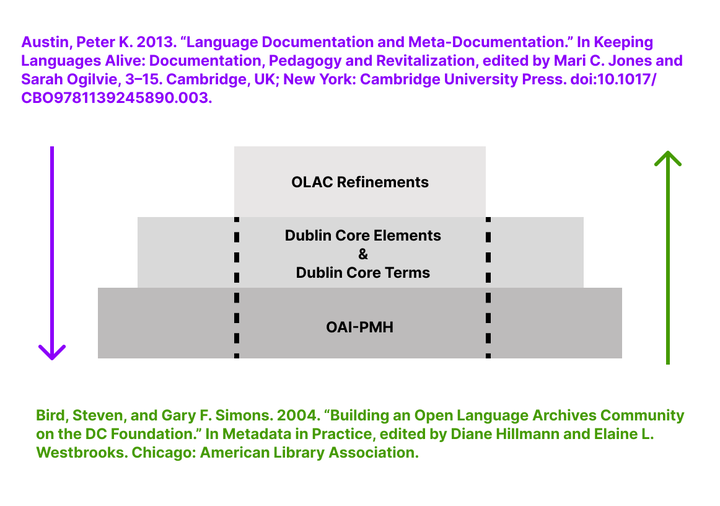 Austin, Peter K. 2013. “Language Documentation and Meta-Documentation.” In Keeping
Languages Alive: Documentation, Pedagogy and Revitalization, edited by Mari C. Jones and
Sarah Ogilvie, 3–15. Cambridge, UK; New York: Cambridge University Press. doi:10.1017/
CBO9781139245890.003.
OLAC Refinements
Dublin Core Elements
&
Dublin Core Terms
OAI-PMH
Bird, Steven, and Gary F. Simons. 2004. “Building an Open Language Archives Community
on the DC Foundation.” In Metadata in Practice, edited by Diane Hillmann and Elaine L.
Westbrooks. Chicago: American Library Association.